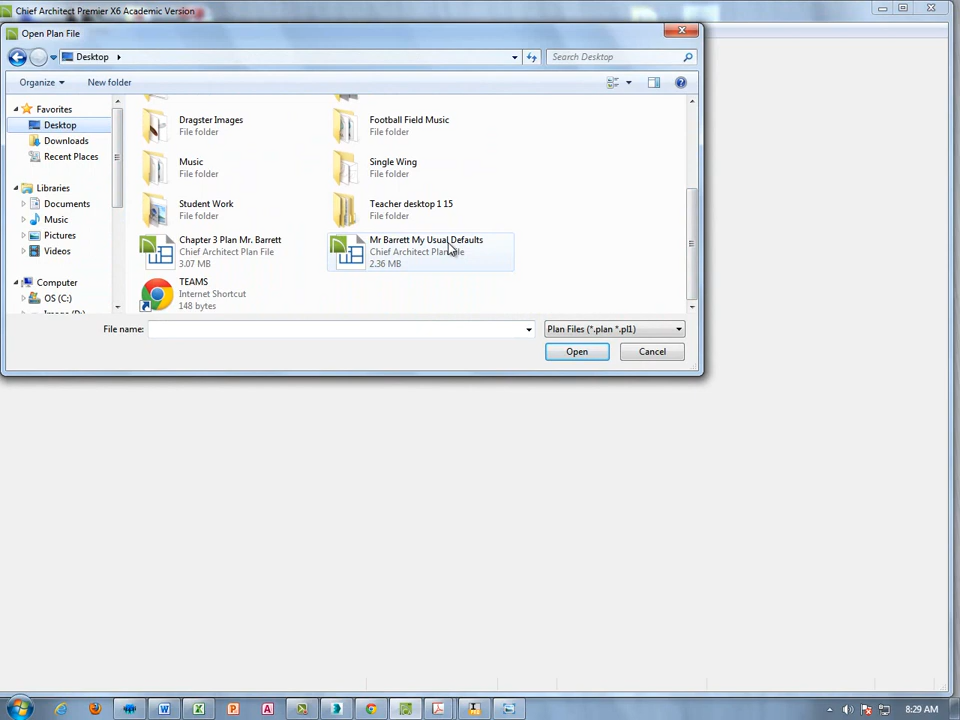 Chief Architect Premier X6 Academic Version
Open Plan File
Desktop
Search Desktop
Organize
New folder
Favorites
Desktop
Downloads
Recent Places
Libraries
Documents
Music
Pictures
Videos
Computer
OS (C:)
Dragster Images
File folder
Football Field Music
File folder
Music
File folder
Single Wing
File folder
Student Work
File folder
Teacher desktop 1 15
File folder
Chapter 3 Plan Mr. Barrett
Chief Architect Plan File
3.07 MB
Mr Barrett My Usual Defaults
Chief Architect Plan File
2.36 MB
TEAMS
Internet Shortcut
148 bytes
File name:
Plan Files (*.plan *.pl1)
Open
Cancel
8:29 AM